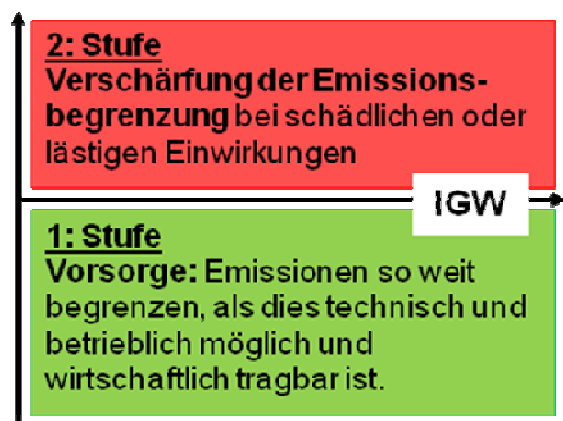 2: Stufe
Verschärfung der Emissions-
begrenzung bei schädlichen oder
lästigen Einwirkungen
IGW
1: Stufe
Vorsorge: Emissionen so weit
begrenzen, als dies technisch und
betrieblich möglich und
wirtschaftlich tragbar ist.